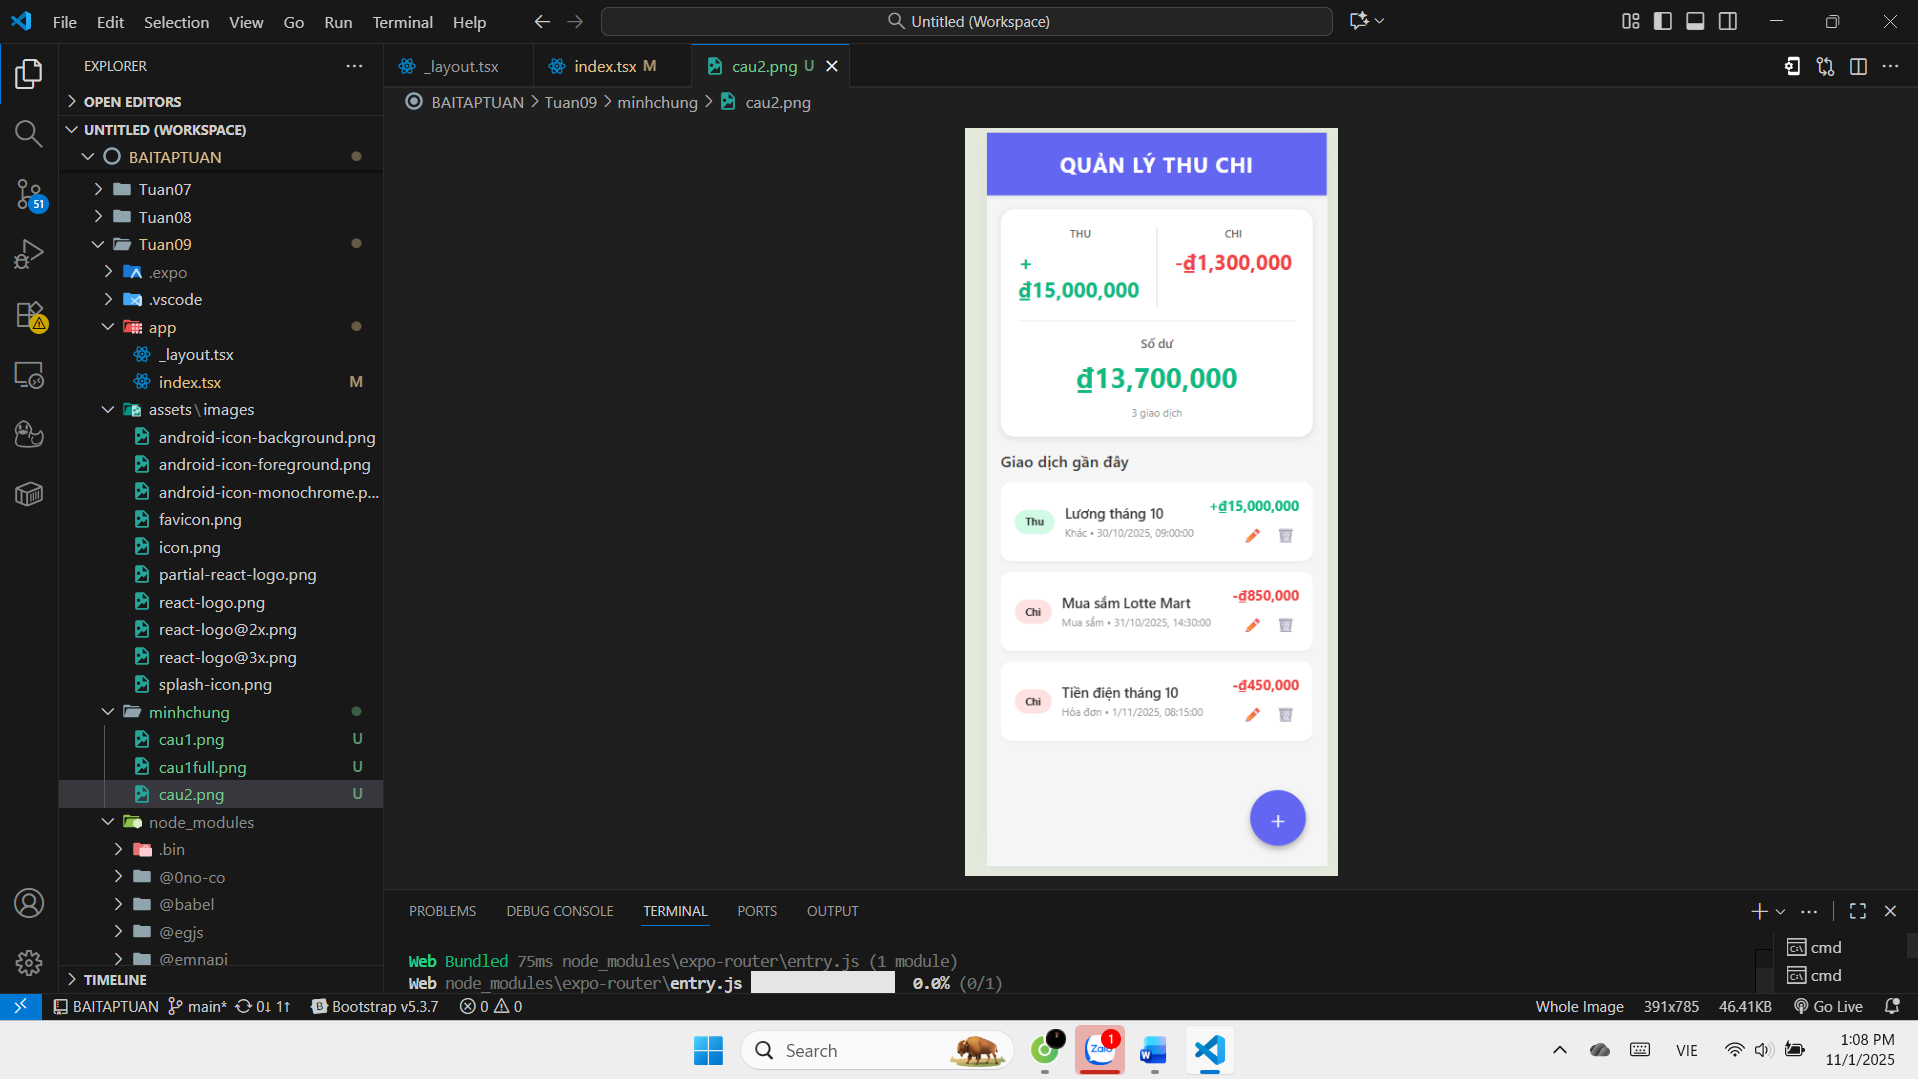 File Edit Selection View Go Run Terminal Help
Untitled (Workspace)
EXPLORER
OPEN EDITORS
UNTITLED (WORKSPACE)
BAITAPTUAN
Tuan07
Tuan08
Tuan09
.expo
.vscode
app
_layout.tsx
index.tsx M
assets\images
android-icon-background.png
android-icon-foreground.png
android-icon-monochrome.p...
favicon.png
icon.png
partial-react-logo.png
react-logo.png
react-logo@2x.png
react-logo@3x.png
splash-icon.png
minhchung
cau1.png U
cau1full.png U
cau2.png U
node_modules
.bin
@0no-co
@babel
@egjs
@emnapi
TIMELINE
51
_layout.tsx
index.tsx M
cau2.png U
BAITAPTUAN > Tuan09 > minhchung > cau2.png
QUẢN LÝ THU CHI
THU
+
₫15,000,000
CHI
-₫1,300,000
Số dư
₫13,700,000
3 giao dịch
Giao dịch gần đây
Thu
Lương tháng 10
Khác • 30/10/2025, 09:00:00
+₫15,000,000
Chi
Mua sắm Lotte Mart
Mua sắm • 31/10/2025, 14:30:00
-₫850,000
Chi
Tiền điện tháng 10
Hóa đơn • 1/11/2025, 08:15:00
-₫450,000
+
PROBLEMS DEBUG CONSOLE TERMINAL PORTS OUTPUT
Web Bundled 75ms node_modules\expo-router\entry.js (1 module)
Web node_modules\expo-router\entry.js 0.0% (0/1)
cmd
cmd
BAITAPTUAN main* 0↓ 1↑ Bootstrap v5.3.7 0 0
Whole Image 391x785 46.41KB Go Live
Search
Zalo
1
W
VIE
1:08 PM
11/1/2025